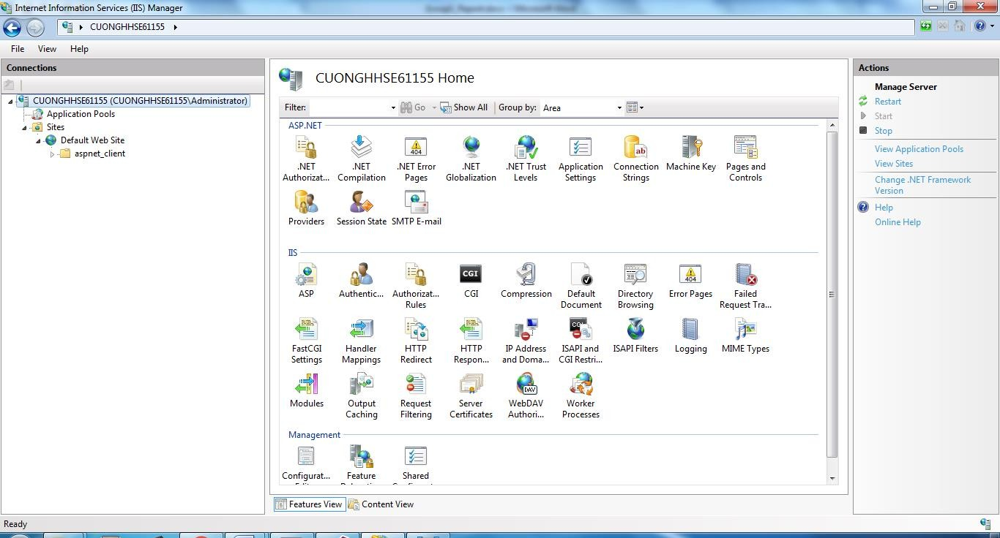 Internet Information Services (IIS) Manager
CUONGHHSE61155
File View Help
Connections
CUONGHHSE61155 (CUONGHHSE61155\Administrator)
Application Pools
Sites
Default Web Site
aspnet_client
CUONGHHSE61155 Home
Filter: Go Show All Group by: Area
ASP.NET
.NET Authorizat...
.NET Compilation
.NET Error Pages
.NET Globalization
.NET Trust Levels
Application Settings
Connection Strings
Machine Key
Pages and Controls
Providers
Session State
SMTP E-mail
IIS
ASP
Authentic...
Authorizat... Rules
CGI
Compression
Default Document
Directory Browsing
Error Pages
Failed Request Tra...
FastCGI Settings
Handler Mappings
HTTP Redirect
HTTP Respon...
IP Address and Doma...
ISAPI and CGI Restri...
ISAPI Filters
Logging
MIME Types
Modules
Output Caching
Request Filtering
Server Certificates
WebDAV Authori...
Worker Processes
Management
Configurat...
Feature
Shared
Features View
Content View
Actions
Manage Server
Restart
Start
Stop
View Application Pools
View Sites
Change .NET Framework
Version
Help
Online Help
Ready